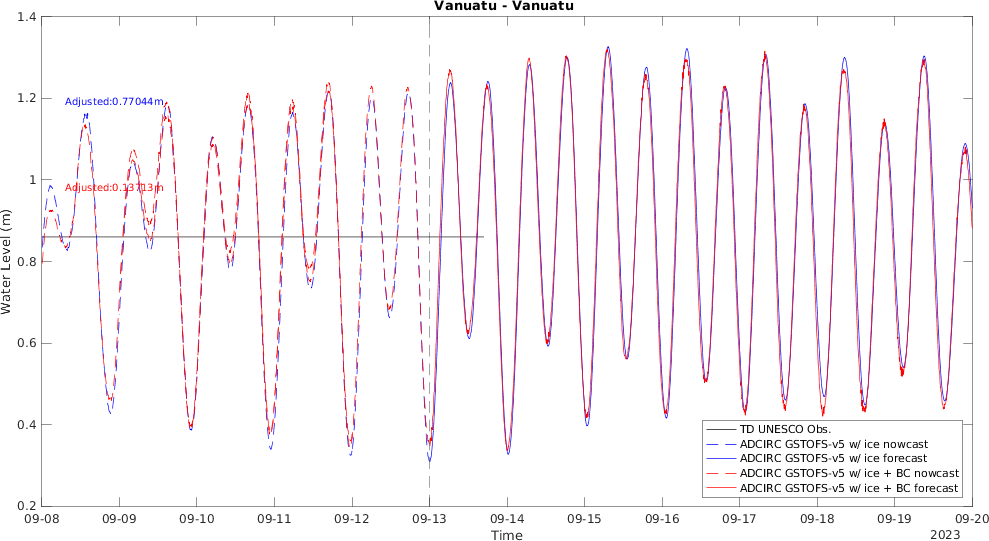 Vanuatu - Vanuatu
1.4
1.2
1
0.8
0.6
0.4
0.2
Water Level (m)
Adjusted:0.77044m
Adjusted:0.13713m
TD UNESCO Obs.
ADCIRC GSTOFS-v5 w/ ice nowcast
ADCIRC GSTOFS-v5 w/ ice forecast
ADCIRC GSTOFS-v5 w/ ice + BC nowcast
ADCIRC GSTOFS-v5 w/ ice + BC forecast
09-08 09-09 09-10 09-11 09-12 09-13 09-14 09-15 09-16 09-17 09-18 09-19 09-20
Time
2023